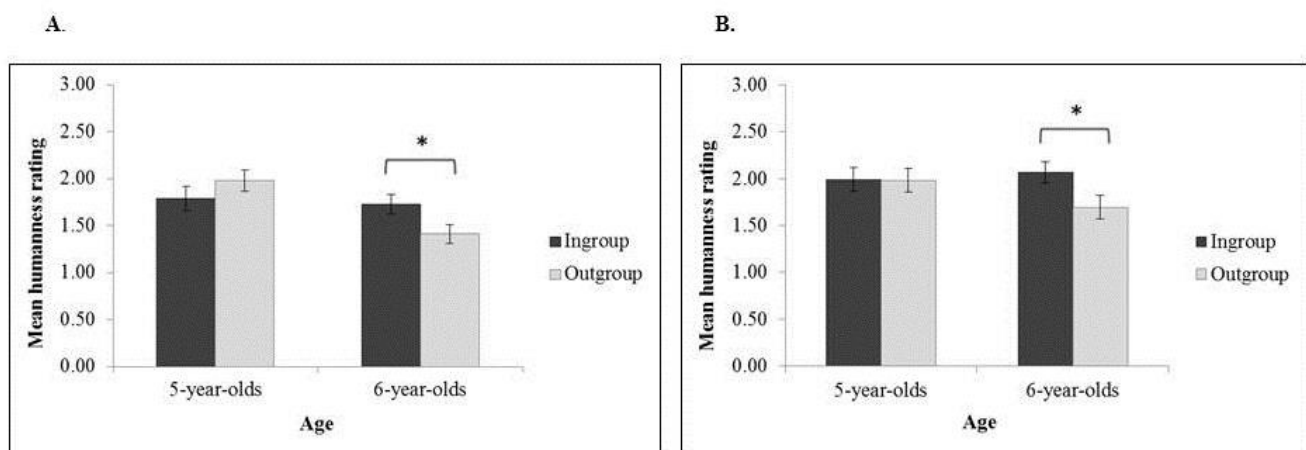 A.
3.00
2.50
2.00
1.50
1.00
0.50
0.00
Mean humanness rating
*
5-year-olds
6-year-olds
Age
Ingroup
Outgroup
B.
3.00
2.50
2.00
1.50
1.00
0.50
0.00
Mean humanness rating
*
5-year-olds
6-year-olds
Age
Ingroup
Outgroup